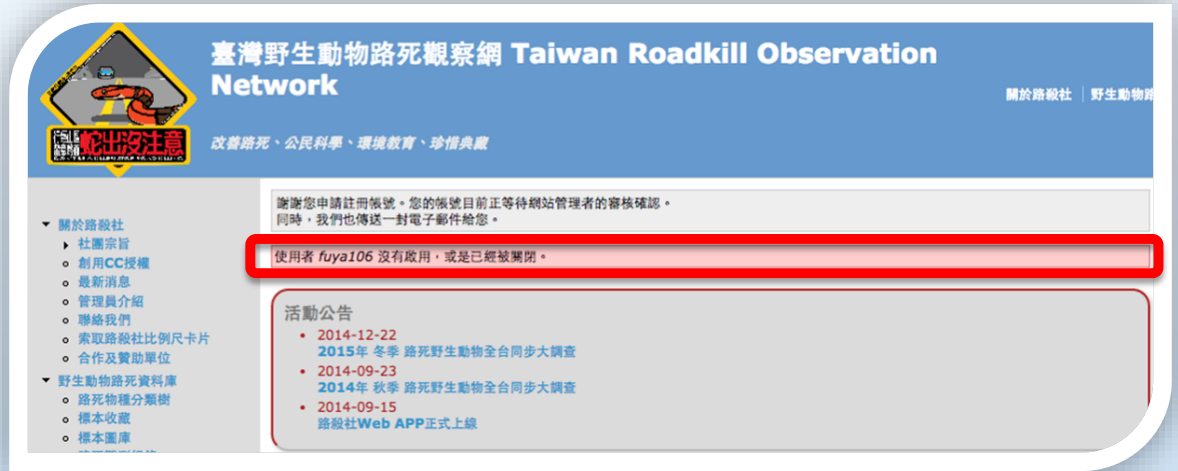 臺灣野生動物路死觀察網 Taiwan Roadkill Observation
Network
關於路殺社
野生動物路
改善路死、公民科學、環境教育、珍惜典藏
蛇出沒注意
謝謝您申請註冊帳號。您的帳號目前正等待網站管理者的審核確認。
同時，我們也傳送一封電子郵件給您。
使用者 fuya106 沒有啟用，或是已經被關閉。
關於路殺社
社團宗旨
創用CC授權
最新消息
管理員介紹
聯絡我們
索取路殺社比例尺卡片
合作及贊助單位
野生動物路死資料庫
路死物種分類樹
標本收藏
標本圖庫
活動公告
2014-12-22
2015年 冬季 路死野生動物全台同步大調查
2014-09-23
2014年 秋季 路死野生動物全台同步大調查
2014-09-15
路殺社Web APP正式上線